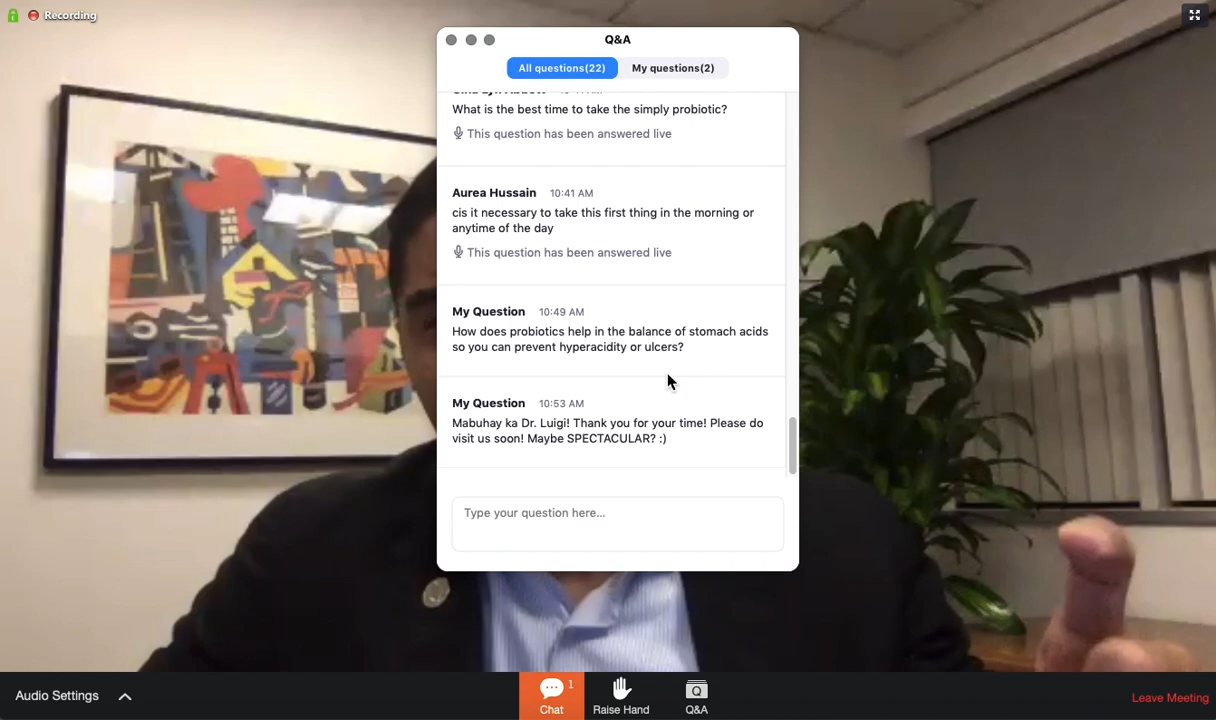 Recording
Q&A
All questions(22) My questions(2)
What is the best time to take the simply probiotic?
This question has been answered live
Aurea Hussain 10:41 AM
cis it necessary to take this first thing in the morning or
anytime of the day
This question has been answered live
My Question 10:49 AM
How does probiotics help in the balance of stomach acids
so you can prevent hyperacidity or ulcers?
My Question 10:53 AM
Mabuhay ka Dr. Luigi! Thank you for your time! Please do
visit us soon! Maybe SPECTACULAR? :)
Type your question here...
Audio Settings
1
Chat
Raise Hand
Q
Q&A
Leave Meeting